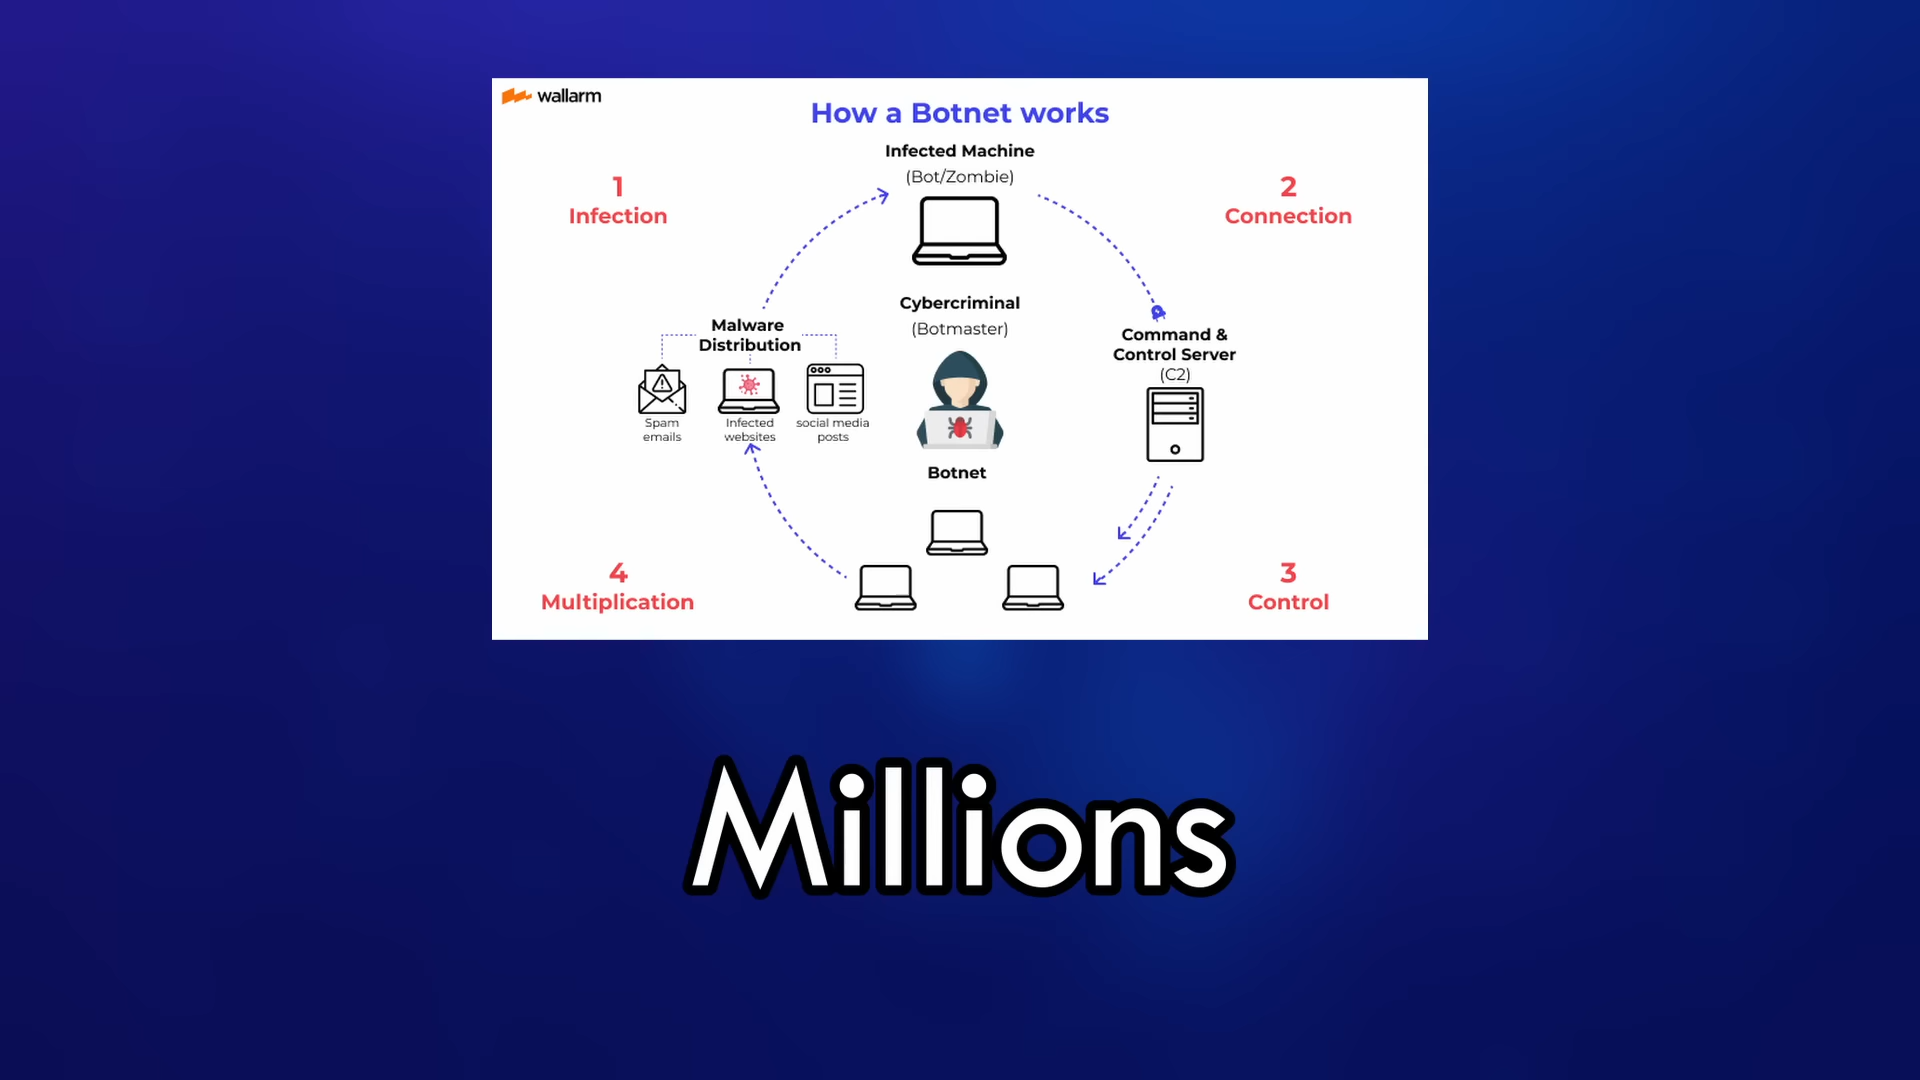 wallarm
How a Botnet works
Infected Machine
(Bot/Zombie)
1
Infection
2
Connection
Cybercriminal
(Botmaster)
Malware
Distribution
Command &
Control Server
(C2)
Spam
emails
Infected
websites
social media
posts
Botnet
4
Multiplication
3
Control
Millions